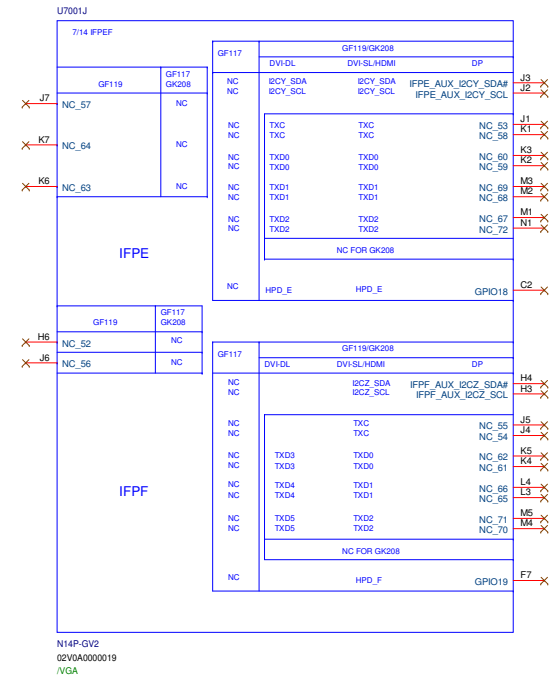 U7001J
7/14 IFPEF
GF117 GF119/GK208
DVI-DL DVI-SL/HDMI DP
GF119 GF117 GK208
J7 NC_57 NC
K7 NC_64 NC
K6 NC_63 NC
NC I2CY_SDA I2CY_SDA IFPE_AUX_I2CY_SDA# J3
NC I2CY_SCL I2CY_SCL IFPE_AUX_I2CY_SCL J2
NC TXC TXC NC_53 J1
NC TXC TXC NC_58 K1
NC TXD0 TXD0 NC_60 K3
NC TXD0 TXD0 NC_59 K2
NC TXD1 TXD1 NC_69 M3
NC TXD1 TXD1 NC_68 M2
NC TXD2 TXD2 NC_67 M1
NC TXD2 TXD2 NC_72 N1
IFPE
NC FOR GK208
NC HPD_E HPD_E GPIO18 C2
GF119 GF117 GK208
H6 NC_52 NC
J6 NC_56 NC
GF117 GF119/GK208
DVI-DL DVI-SL/HDMI DP
NC I2CZ_SDA IFPF_AUX_I2CZ_SDA# H4
NC I2CZ_SCL IFPF_AUX_I2CZ_SCL H3
NC TXC NC_55 J5
NC TXC NC_54 J4
NC TXD3 TXD0 NC_62 K5
NC TXD3 TXD0 NC_61 K4
NC TXD4 TXD1 NC_66 L4
NC TXD4 TXD1 NC_65 L3
IFPF
NC TXD5 TXD2 NC_71 M5
NC TXD5 TXD2 NC_70 M4
NC FOR GK208
NC HPD_F GPIO19 F7
N14P-GV2
02V0A0000019
/VGA